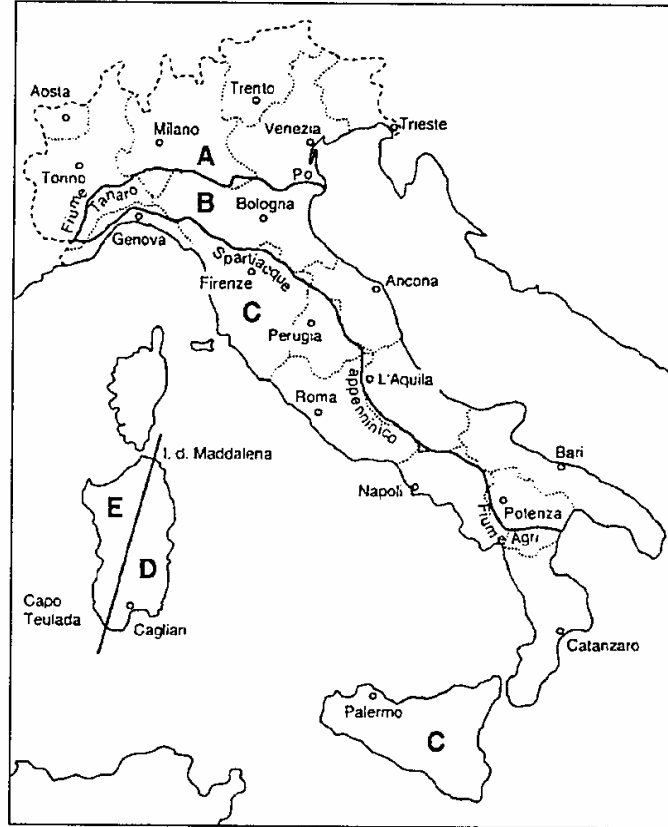 Aosta
Trento
Milano
Venezia
Trieste
A
Torino
Po
Fiume
Tanaro
B
Bologna
Genova
Spartiacque
Firenze
Ancona
C
Perugia
L'Aquila
Roma
appenninico
I. d. Maddalena
Bari
E
Napoli
Potenza
Fiume
Agri
D
Capo
Teulada
Cagliari
Catanzaro
Palermo
C